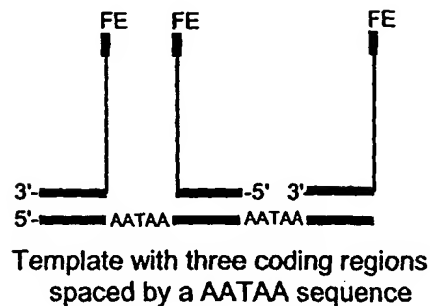 FE FE FE
3'- -5' 3'-
5'- AATAA AATAA
Template with three coding regions
spaced by a AATAA sequence